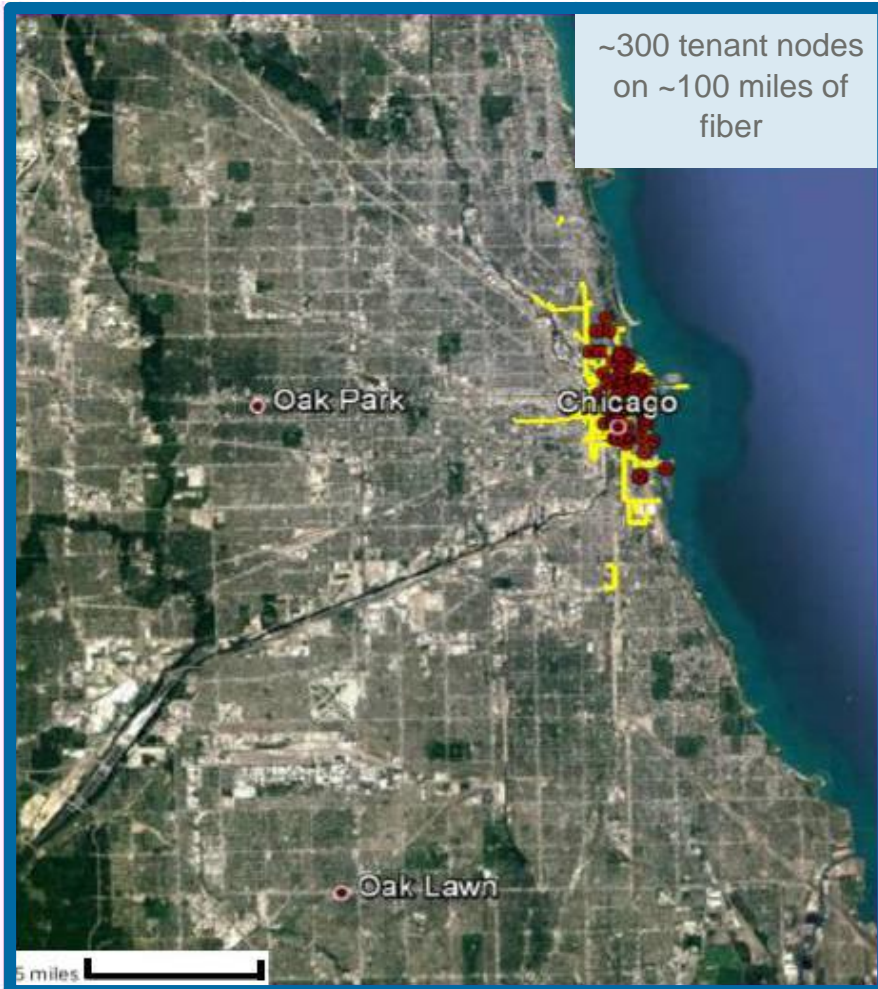 ~300 tenant nodes
on ~100 miles of
fiber
Oak Park
Chicago
Oak Lawn
5 miles